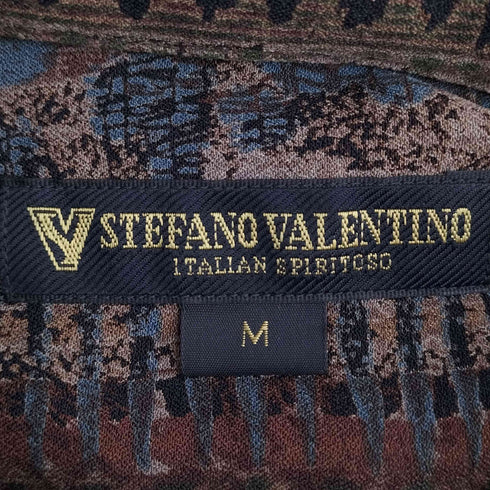 STEFANO VALENTINO
ITALIAN SPIRITOSO
M